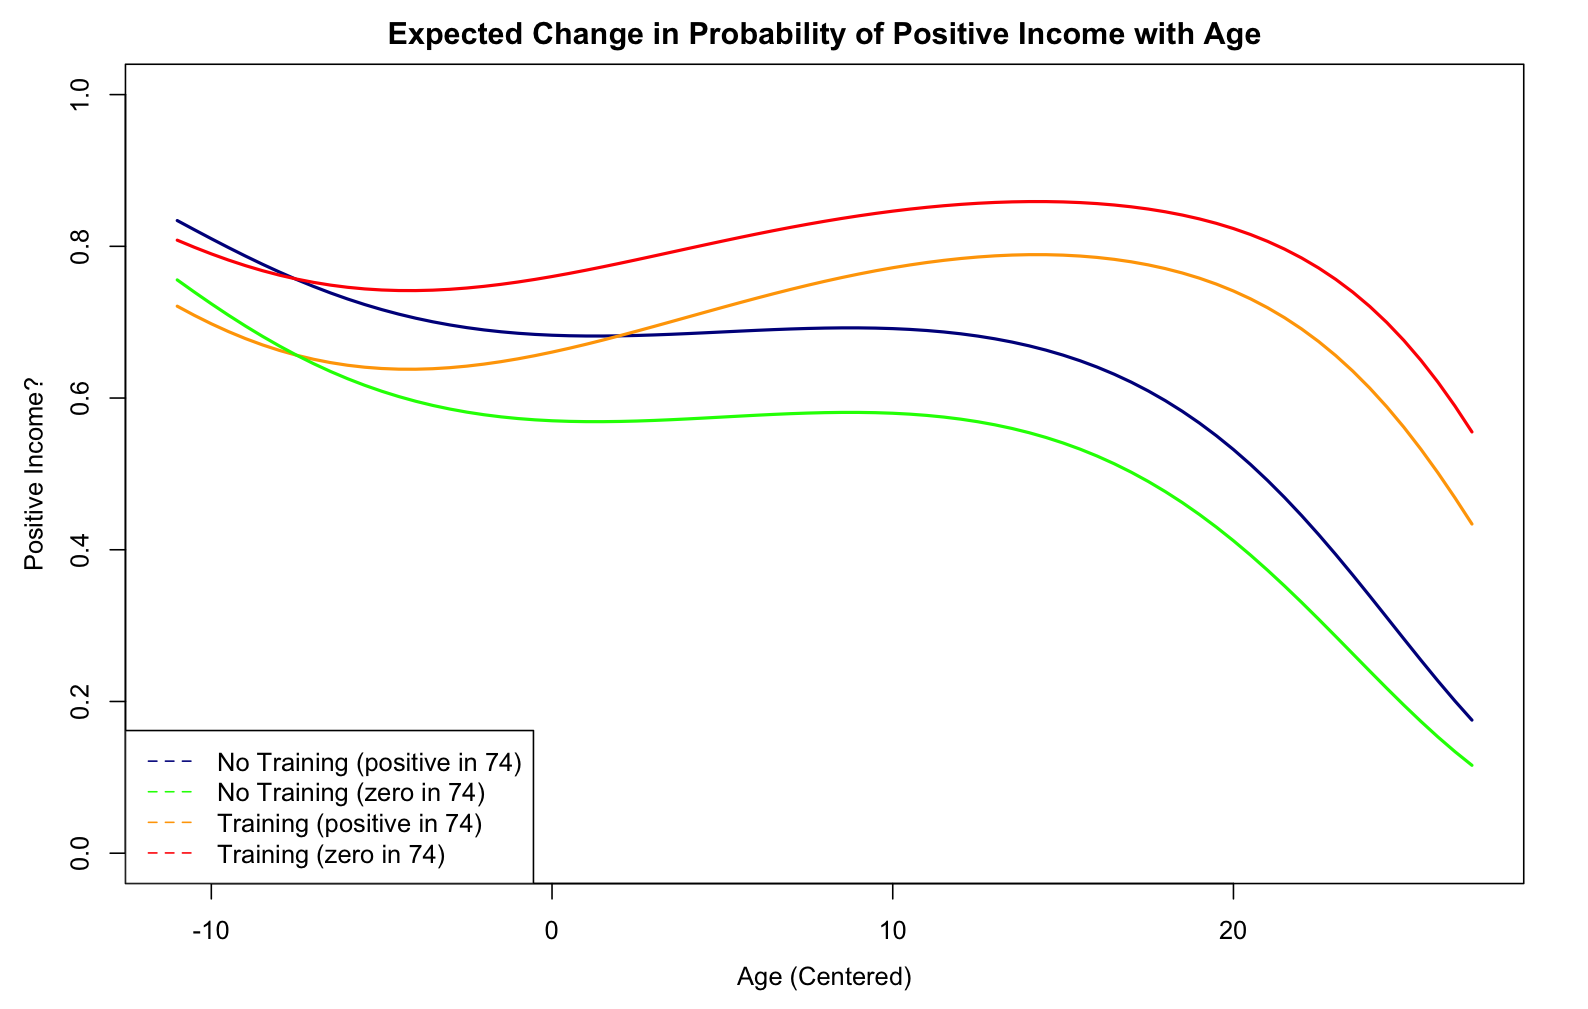 Expected Change in Probability of Positive Income with Age
Positive Income?
1.0
0.8
0.6
0.4
0.2
0.0
No Training (positive in 74)
No Training (zero in 74)
Training (positive in 74)
Training (zero in 74)
-10
0
10
20
Age (Centered)